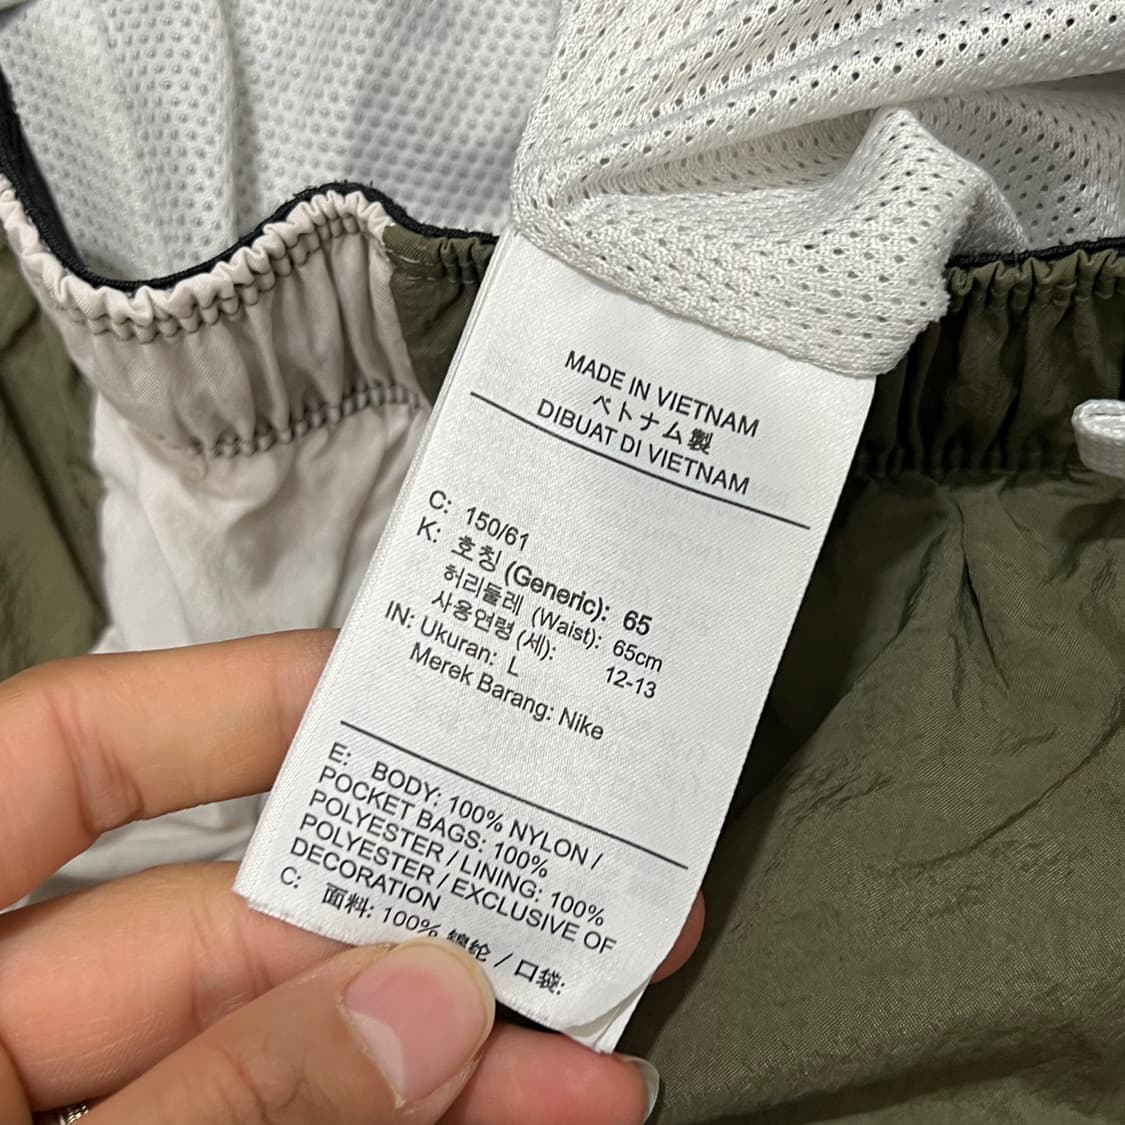 MADE IN VIETNAM
ベトナム製
DIBUAT DI VIETNAM
C: 150/61
K: 호칭 (Generic): 65
허리둘레 (Waist): 65cm
사용연령 (세): 12-13
IN: Ukuran: L
Merek Barang: Nike
E: BODY: 100% NYLON /
POCKET BAGS: 100%
POLYESTER / LINING: 100%
POLYESTER / EXCLUSIVE OF
DECORATION
C: 面料: 100% 锦纶 / 口袋: